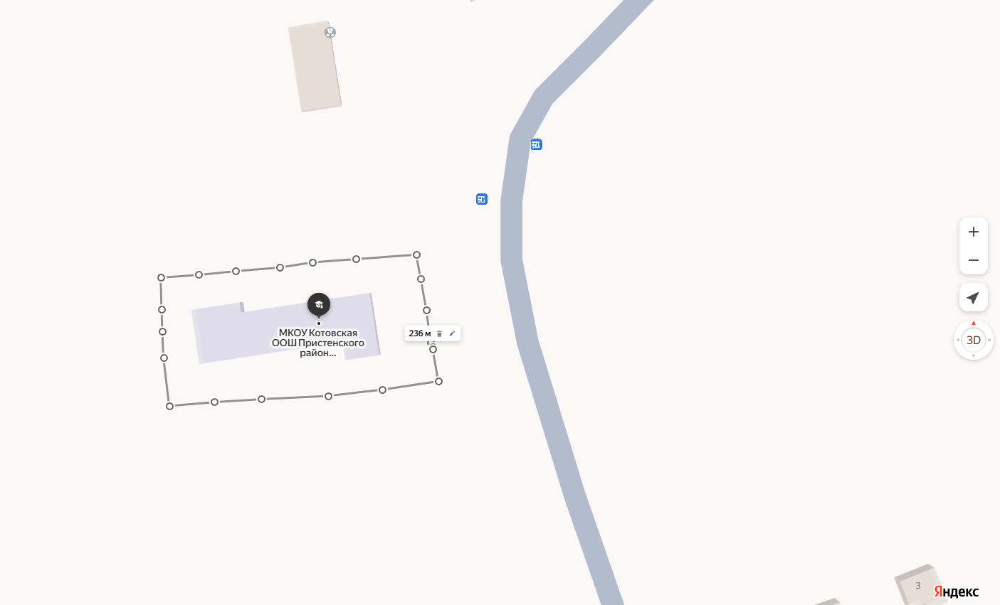 236 м
МКОУ Котовская
ООШ Пристенского
район...
3D
3
Яндекс